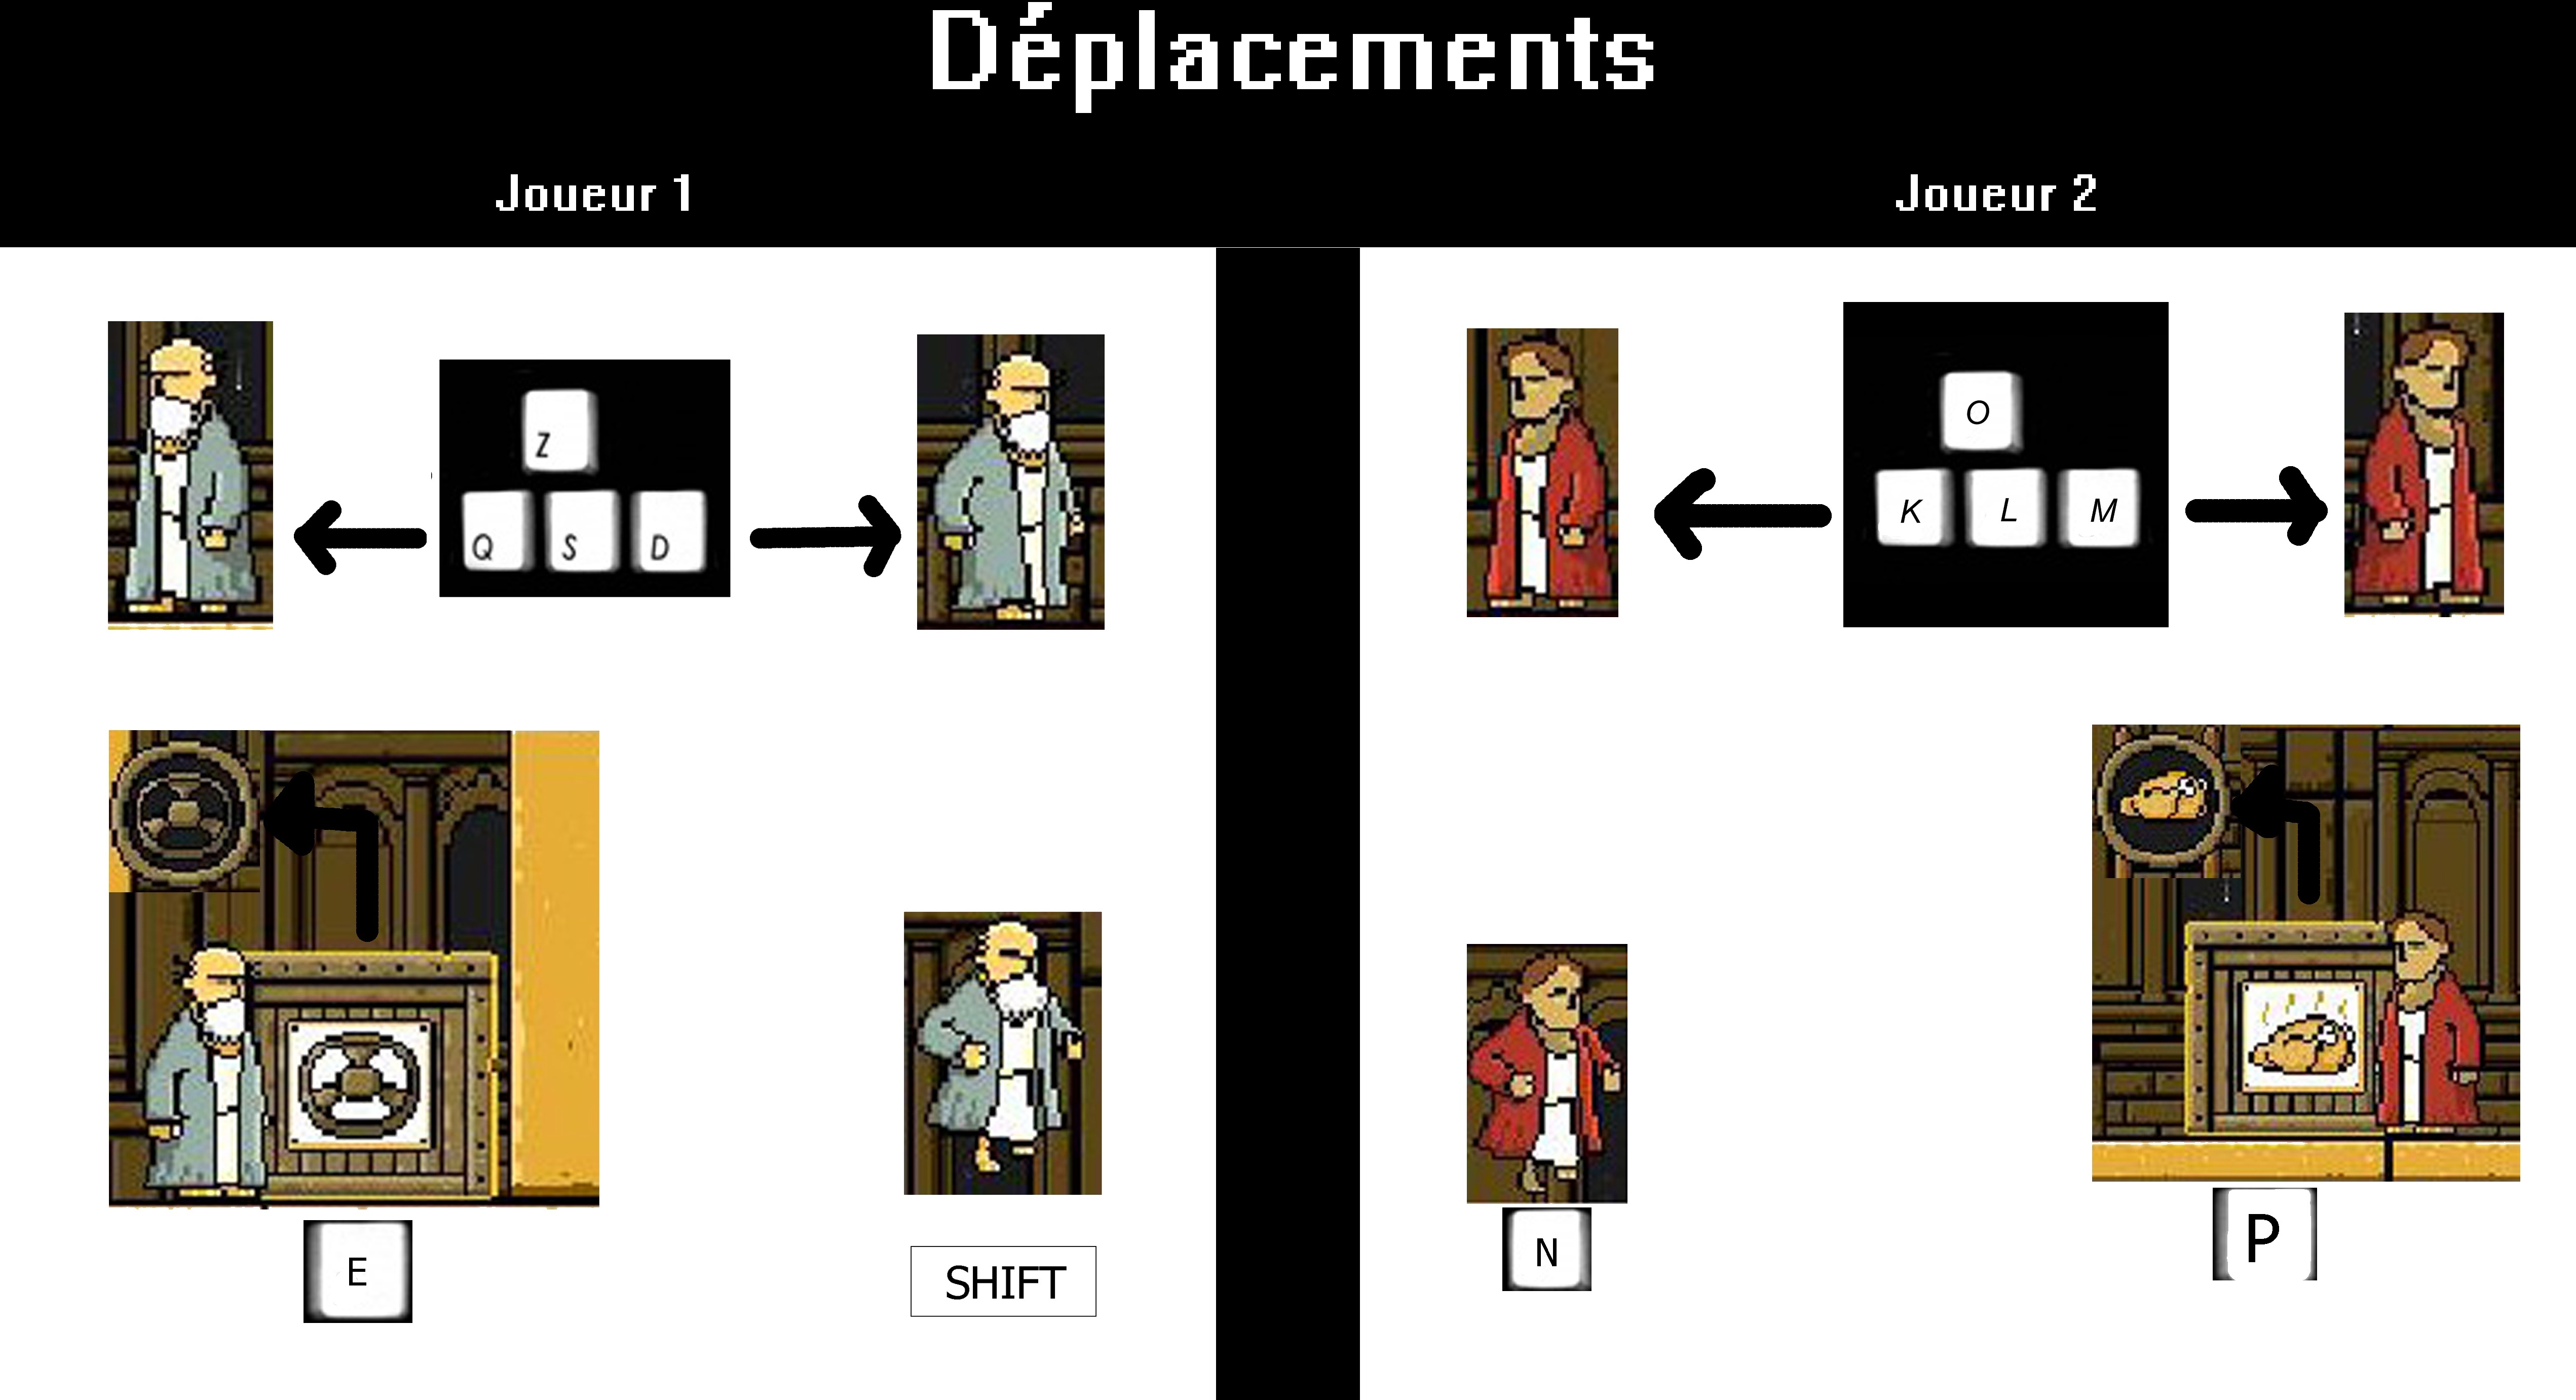 Déplacements
Joueur 1
Joueur 2
Z
Q S D
O
K L M
E
SHIFT
N
P